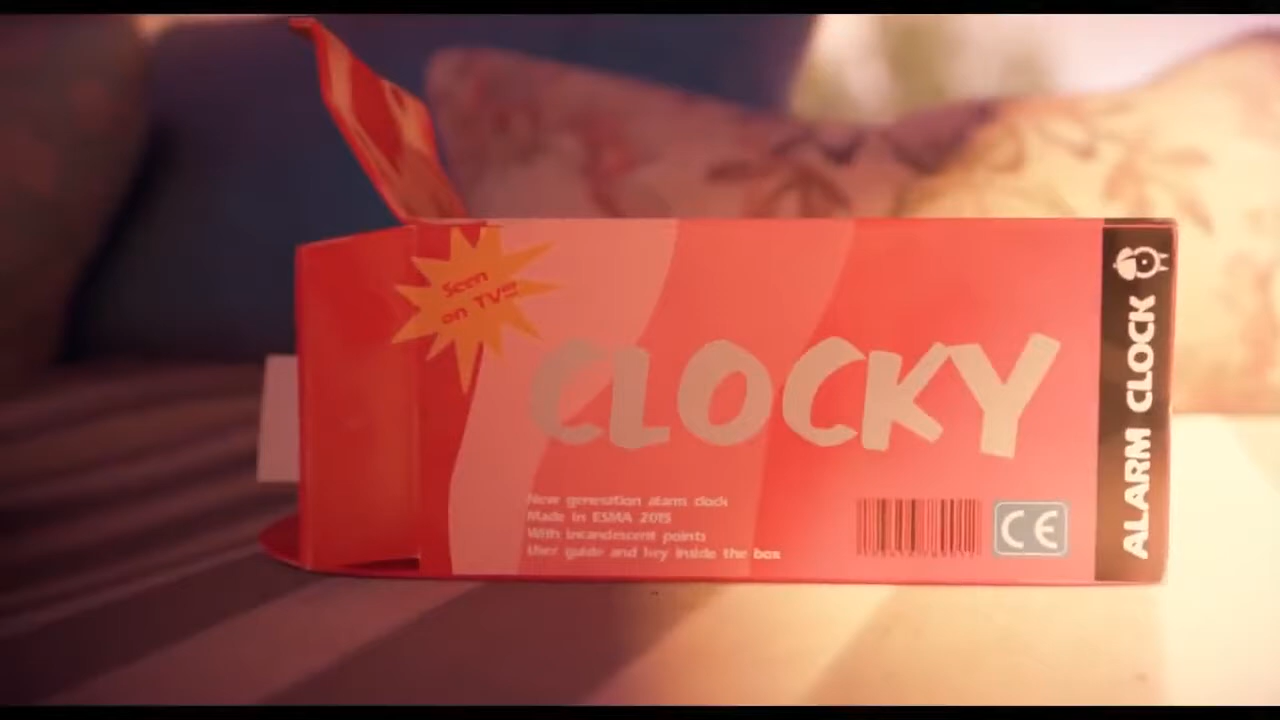 Seen
on TV!!!
CLOCKY
New generation alarm clock
Made in ESMA 2015
With incandescent points
User guide and key inside the box
CE
ALARM CLOCK